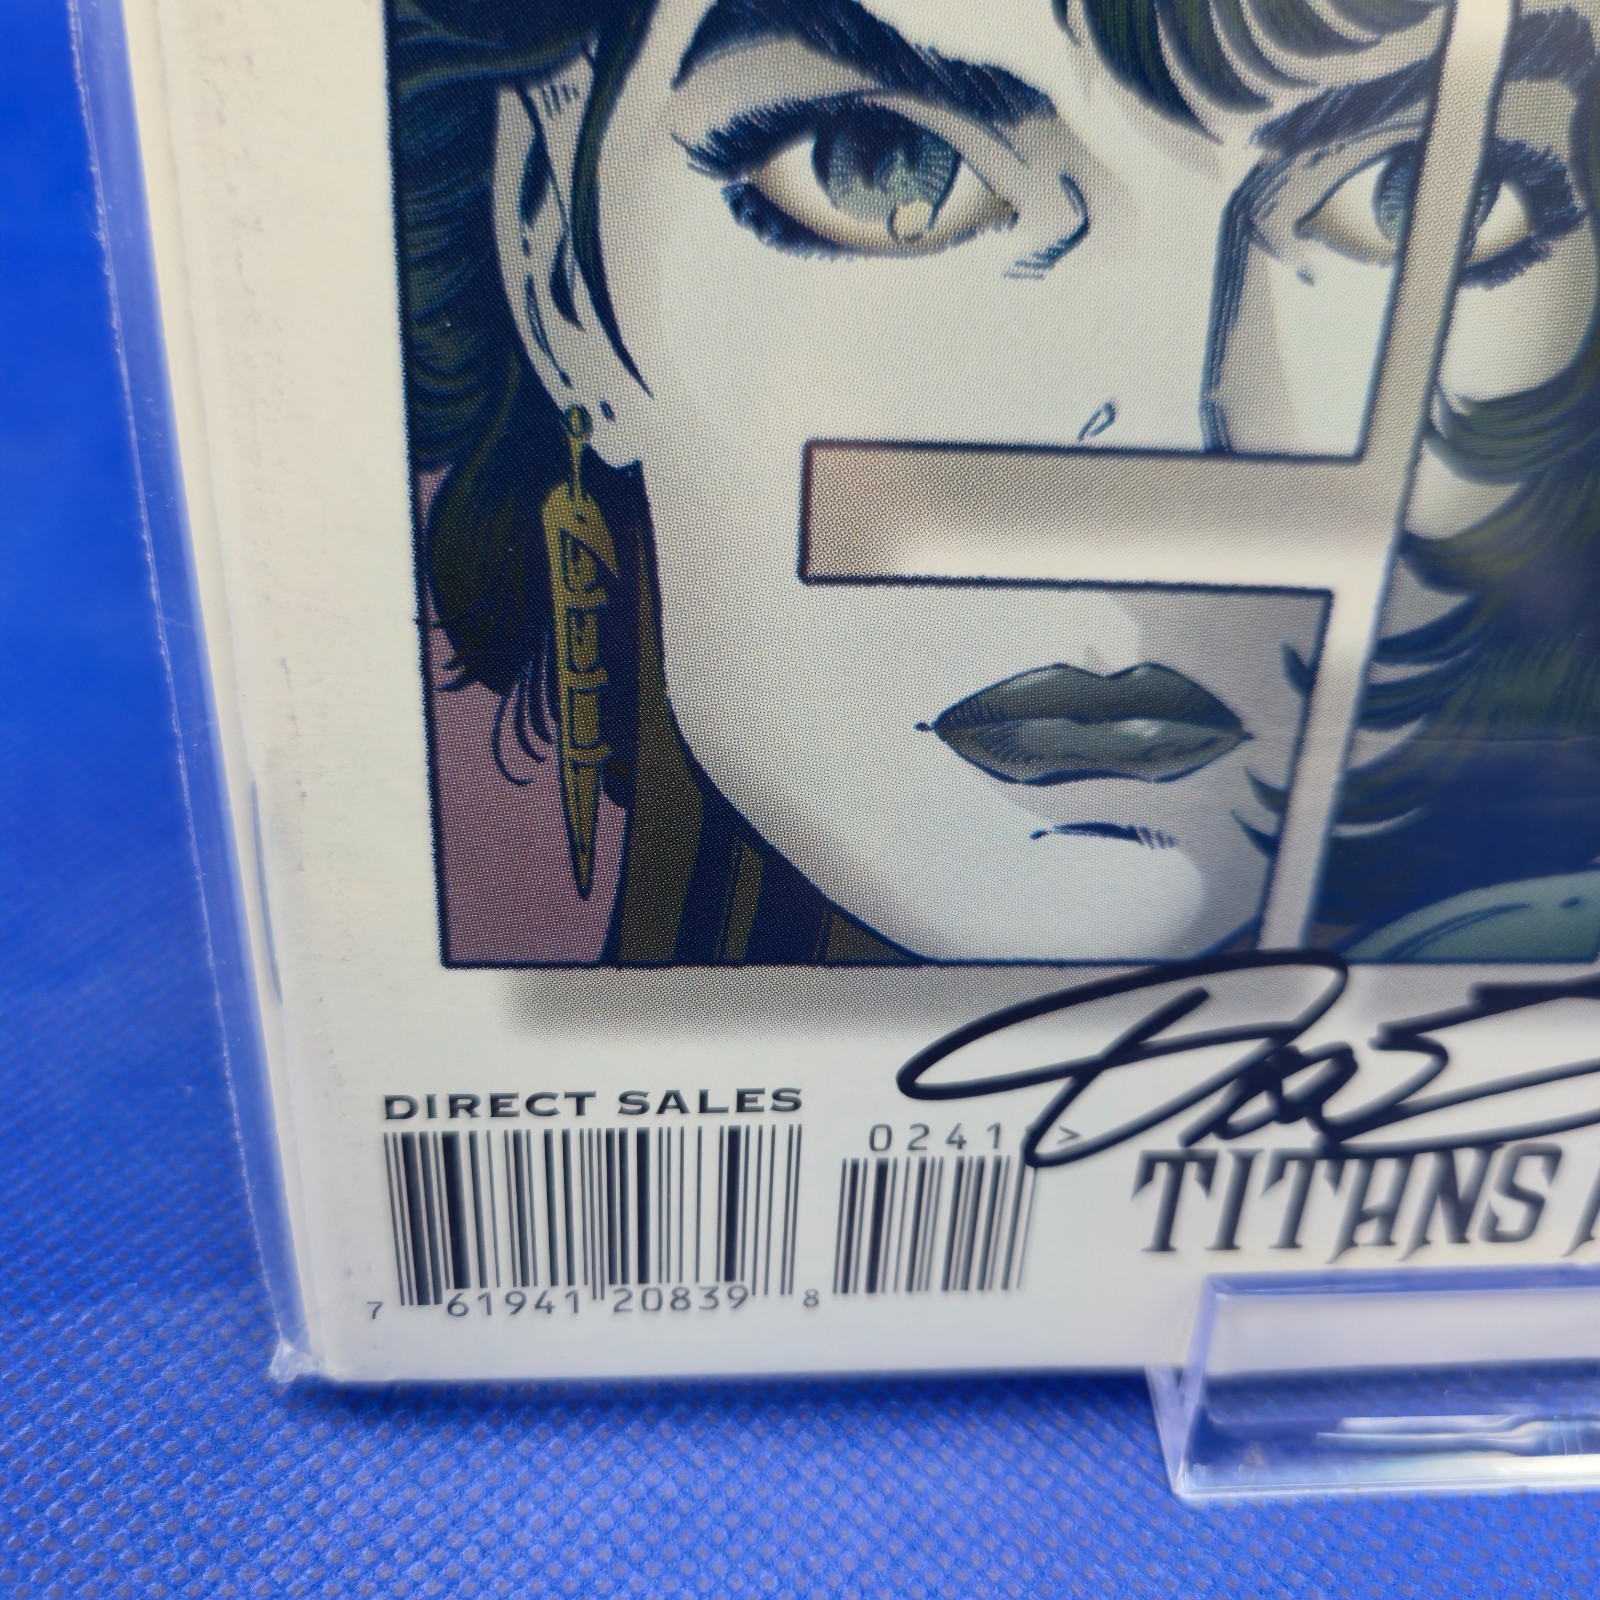 DIRECT SALES
02411>
TITANS
7 61941 20839 8